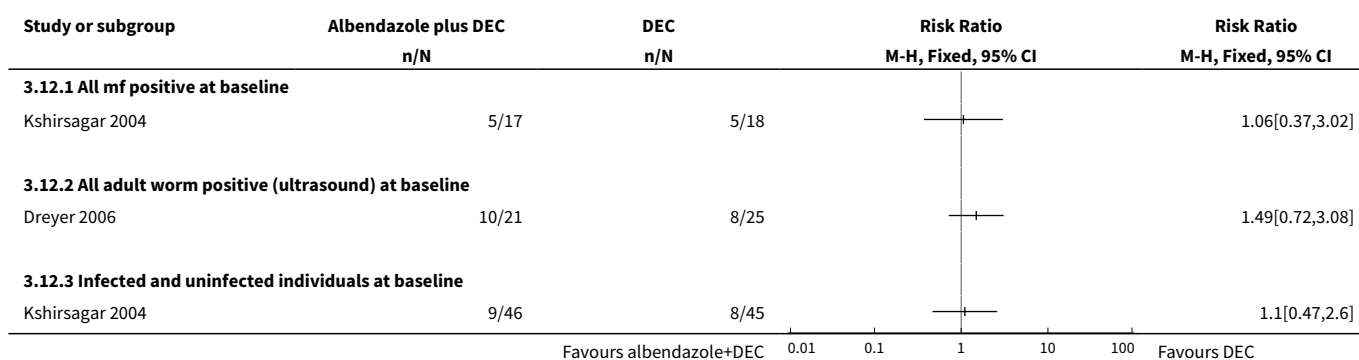 Study or subgroup Albendazole plus DEC DEC Risk Ratio Risk Ratio
n/N n/N M-H, Fixed, 95% CI M-H, Fixed, 95% CI
3.12.1 All mf positive at baseline
Kshirsagar 2004 5/17 5/18 1.06[0.37,3.02]
3.12.2 All adult worm positive (ultrasound) at baseline
Dreyer 2006 10/21 8/25 1.49[0.72,3.08]
3.12.3 Infected and uninfected individuals at baseline
Kshirsagar 2004 9/46 8/45 1.1[0.47,2.6]
Favours albendazole+DEC 0.01 0.1 1 10 100 Favours DEC